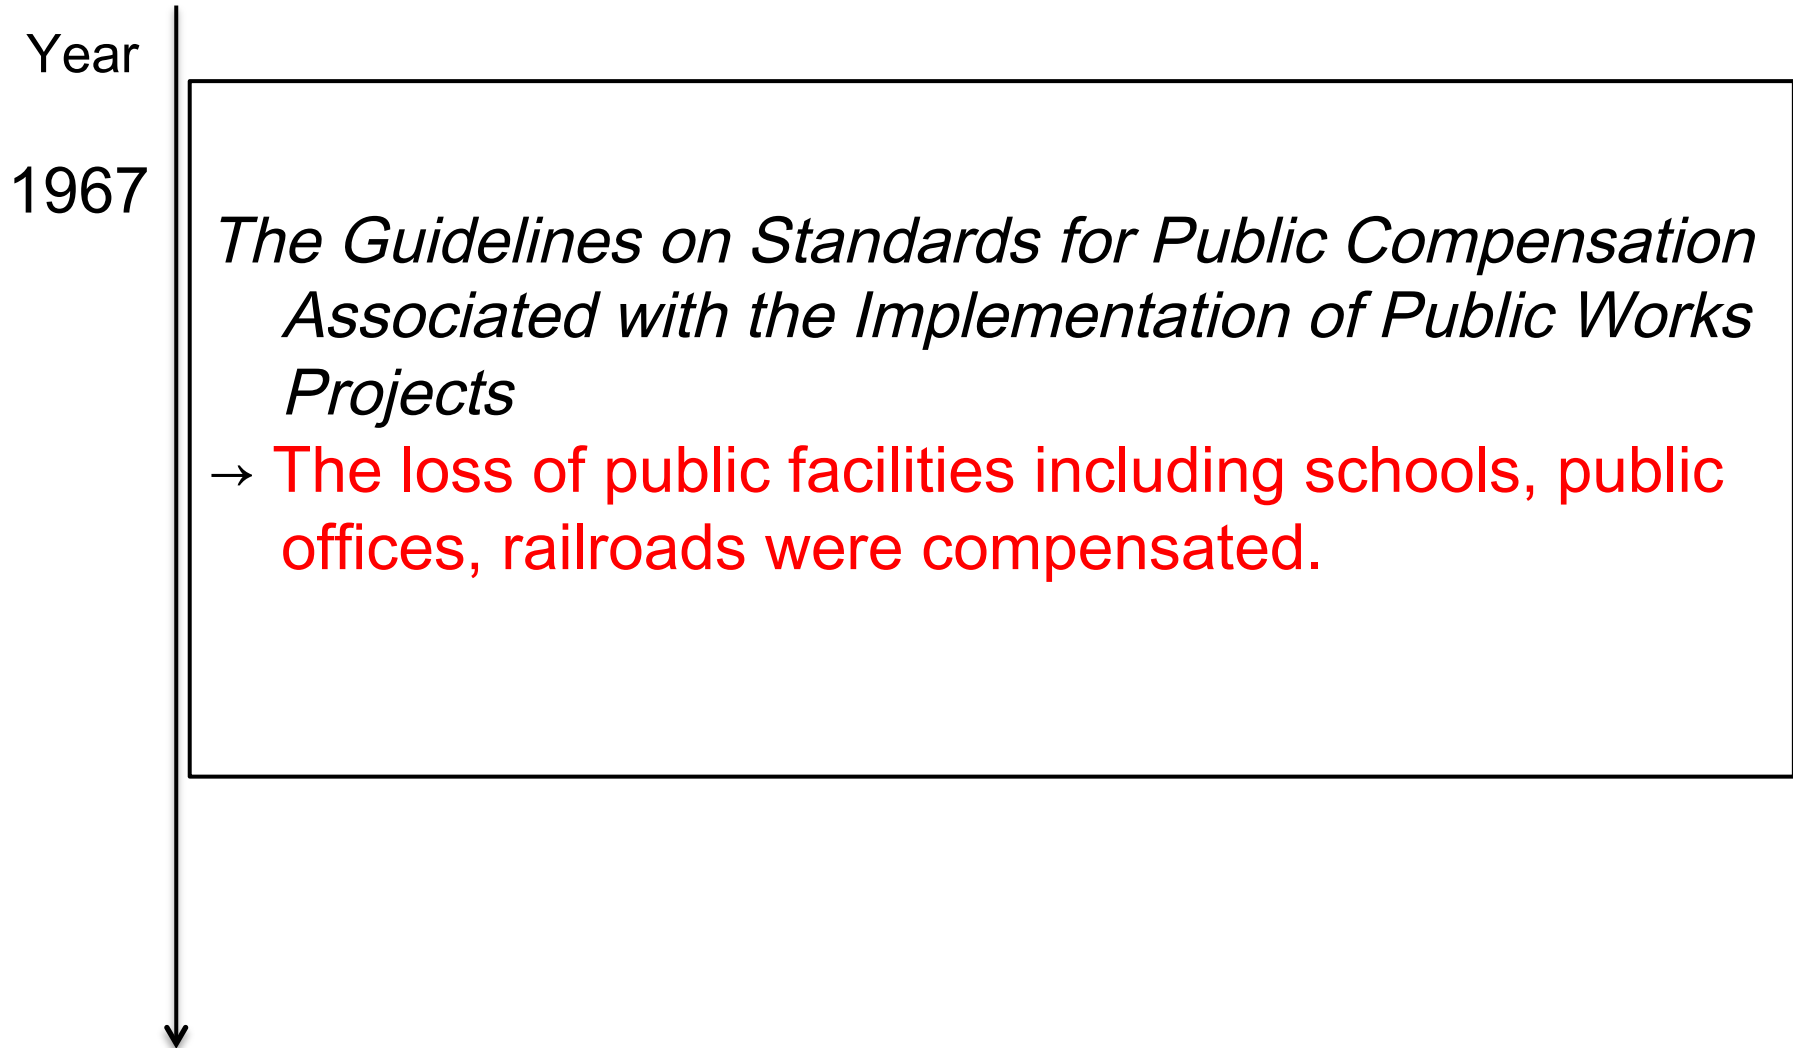 Year
1967
The Guidelines on Standards for Public Compensation
Associated with the Implementation of Public Works
Projects
→ The loss of public facilities including schools, public
offices, railroads were compensated.